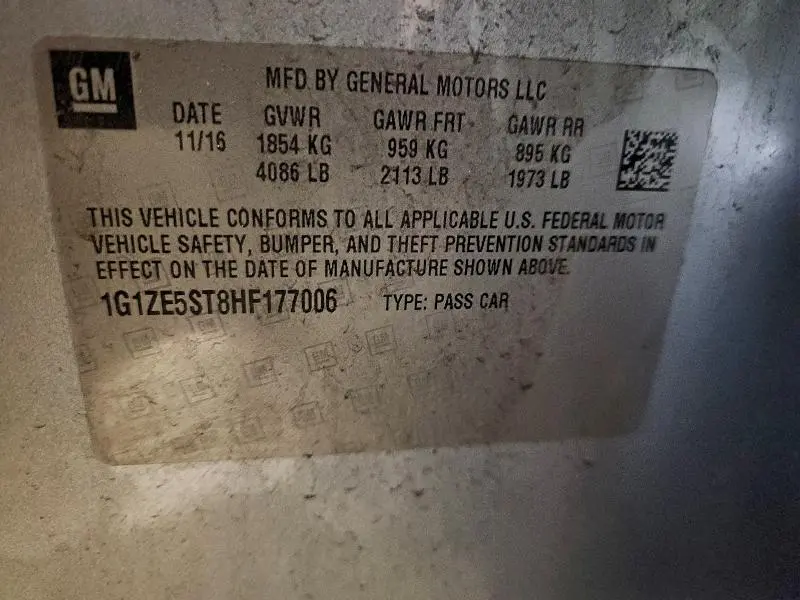 GM
MFD BY GENERAL MOTORS LLC
DATE GVWR GAWR FRT GAWR RR
11/16 1854 KG 959 KG 895 KG
4086 LB 2113 LB 1973 LB
THIS VEHICLE CONFORMS TO ALL APPLICABLE U.S. FEDERAL MOTOR
VEHICLE SAFETY, BUMPER, AND THEFT PREVENTION STANDARDS IN
EFFECT ON THE DATE OF MANUFACTURE SHOWN ABOVE.
1G1ZE5ST8HF177006 TYPE: PASS CAR